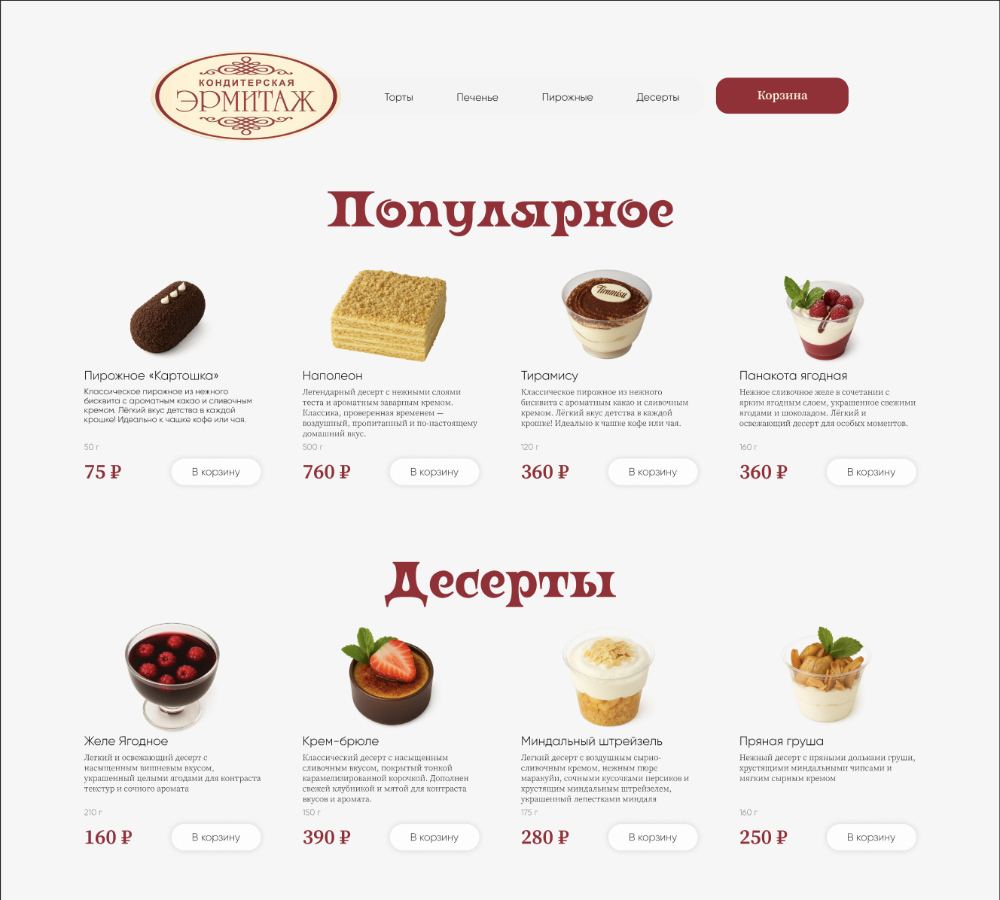 КОНДИТЕРСКАЯ
ЭРМИТАЖ
Торты Печенье Пирожные Десерты Корзина
Популярное
Tiramisu
Пирожное «Картошка»
Классическое пирожное из нежного
бисквита с ароматным какао и сливочным
кремом. Лёгкий вкус детства в каждой
крошке! Идеально к чашке кофе или чая.
50 г
75 ₽ В корзину
Наполеон
Легендарный десерт с нежными слоями
теста и ароматным заварным кремом.
Классика, проверенная временем —
воздушный, пропитанный и по-настоящему
домашний вкус.
500 г
760 ₽ В корзину
Тирамису
Классическое пирожное из нежного
бисквита с ароматным какао и сливочным
кремом. Лёгкий вкус детства в каждой
крошке! Идеально к чашке кофе или чая.
120 г
360 ₽ В корзину
Панакота ягодная
Нежное сливочное желе в сочетании с
ярким ягодным слоем, украшенное свежими
ягодами и шоколадом. Лёгкий и
освежающий десерт для особых моментов.
160 г
360 ₽ В корзину
Десерты
Желе Ягодное
Легкий и освежающий десерт с
насыщенным вишневым вкусом,
украшенный целыми ягодами для контраста
текстур и сочного аромата
210 г
160 ₽ В корзину
Крем-брюле
Классический десерт с насыщенным
сливочным вкусом, покрытый тонкой
карамелизированной корочкой. Дополнен
свежей клубникой и мятой для контраста
вкусов и аромата.
150 г
390 ₽ В корзину
Миндальный штрейзель
Легкий десерт с воздушным сырно-
сливочным кремом, нежным пюре
маракуйи, сочными кусочками персиков и
хрустящим миндальным штрейзелем,
украшенный лепестками миндаля
175 г
280 ₽ В корзину
Пряная груша
Нежный десерт с пряными дольками груши,
хрустящими миндальными чипсами и
мягким сырным кремом
160 г
250 ₽ В корзину